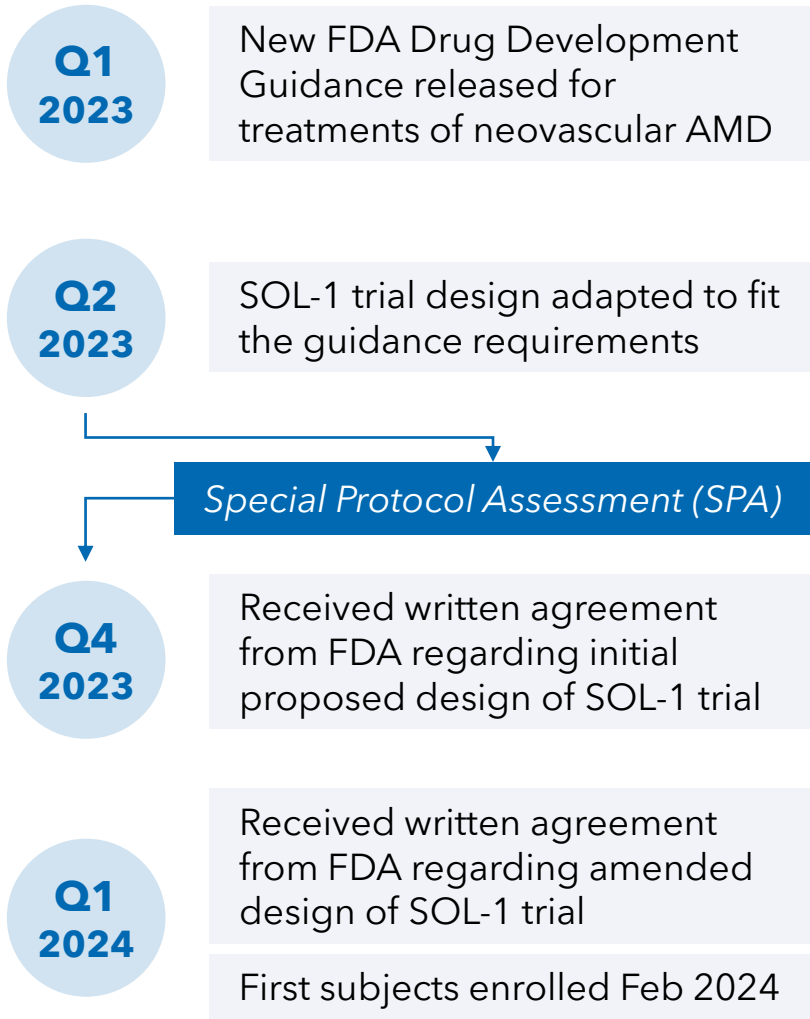 Q1
2023
New FDA Drug Development
Guidance released for
treatments of neovascular AMD
Q2
2023
SOL-1 trial design adapted to fit
the guidance requirements
Special Protocol Assessment (SPA)
Q4
2023
Received written agreement
from FDA regarding initial
proposed design of SOL-1 trial
Q1
2024
Received written agreement
from FDA regarding amended
design of SOL-1 trial
First subjects enrolled Feb 2024